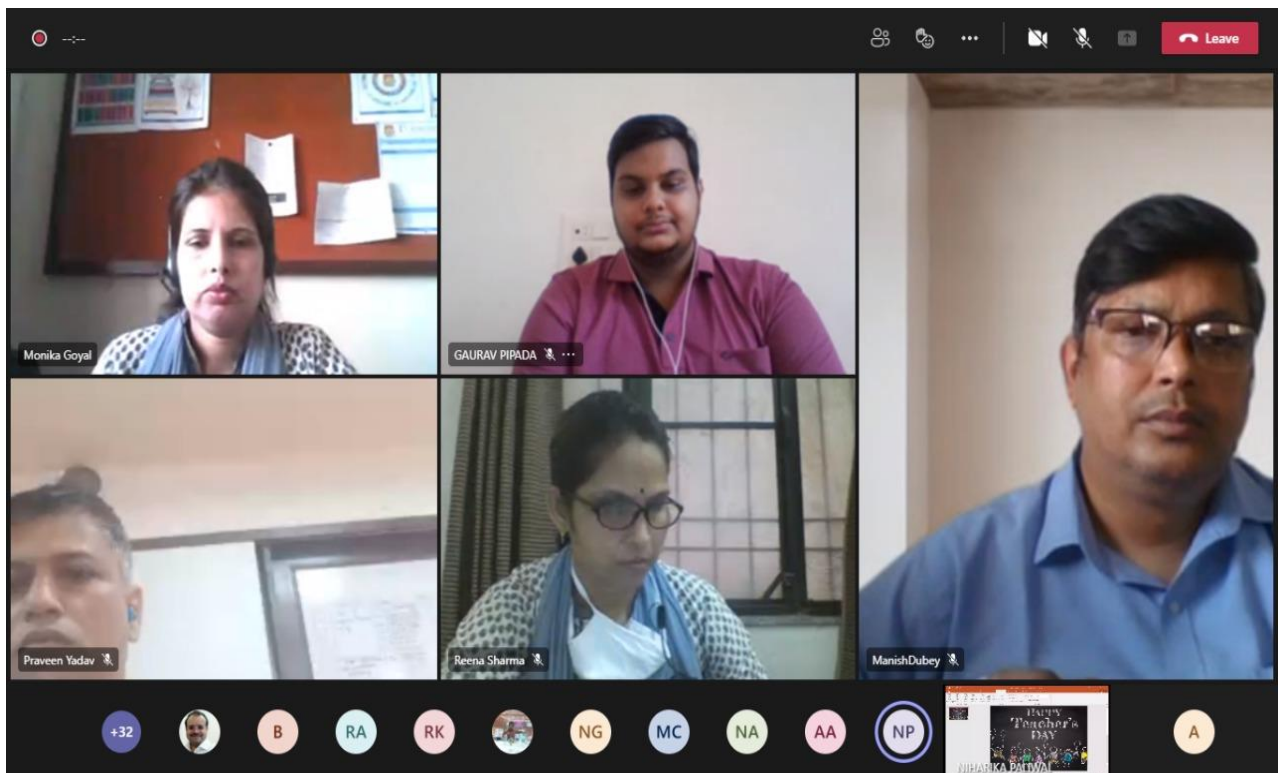 --:--
Leave
Monika Goyal
GAURAV PIPADA
Praveen Yadav
Reena Sharma
ManishDubey
+32
B
RA
RK
NG
MC
NA
AA
NP
HAPPY
Teacher's
DAY
NIHARIKA PALIWAL
A